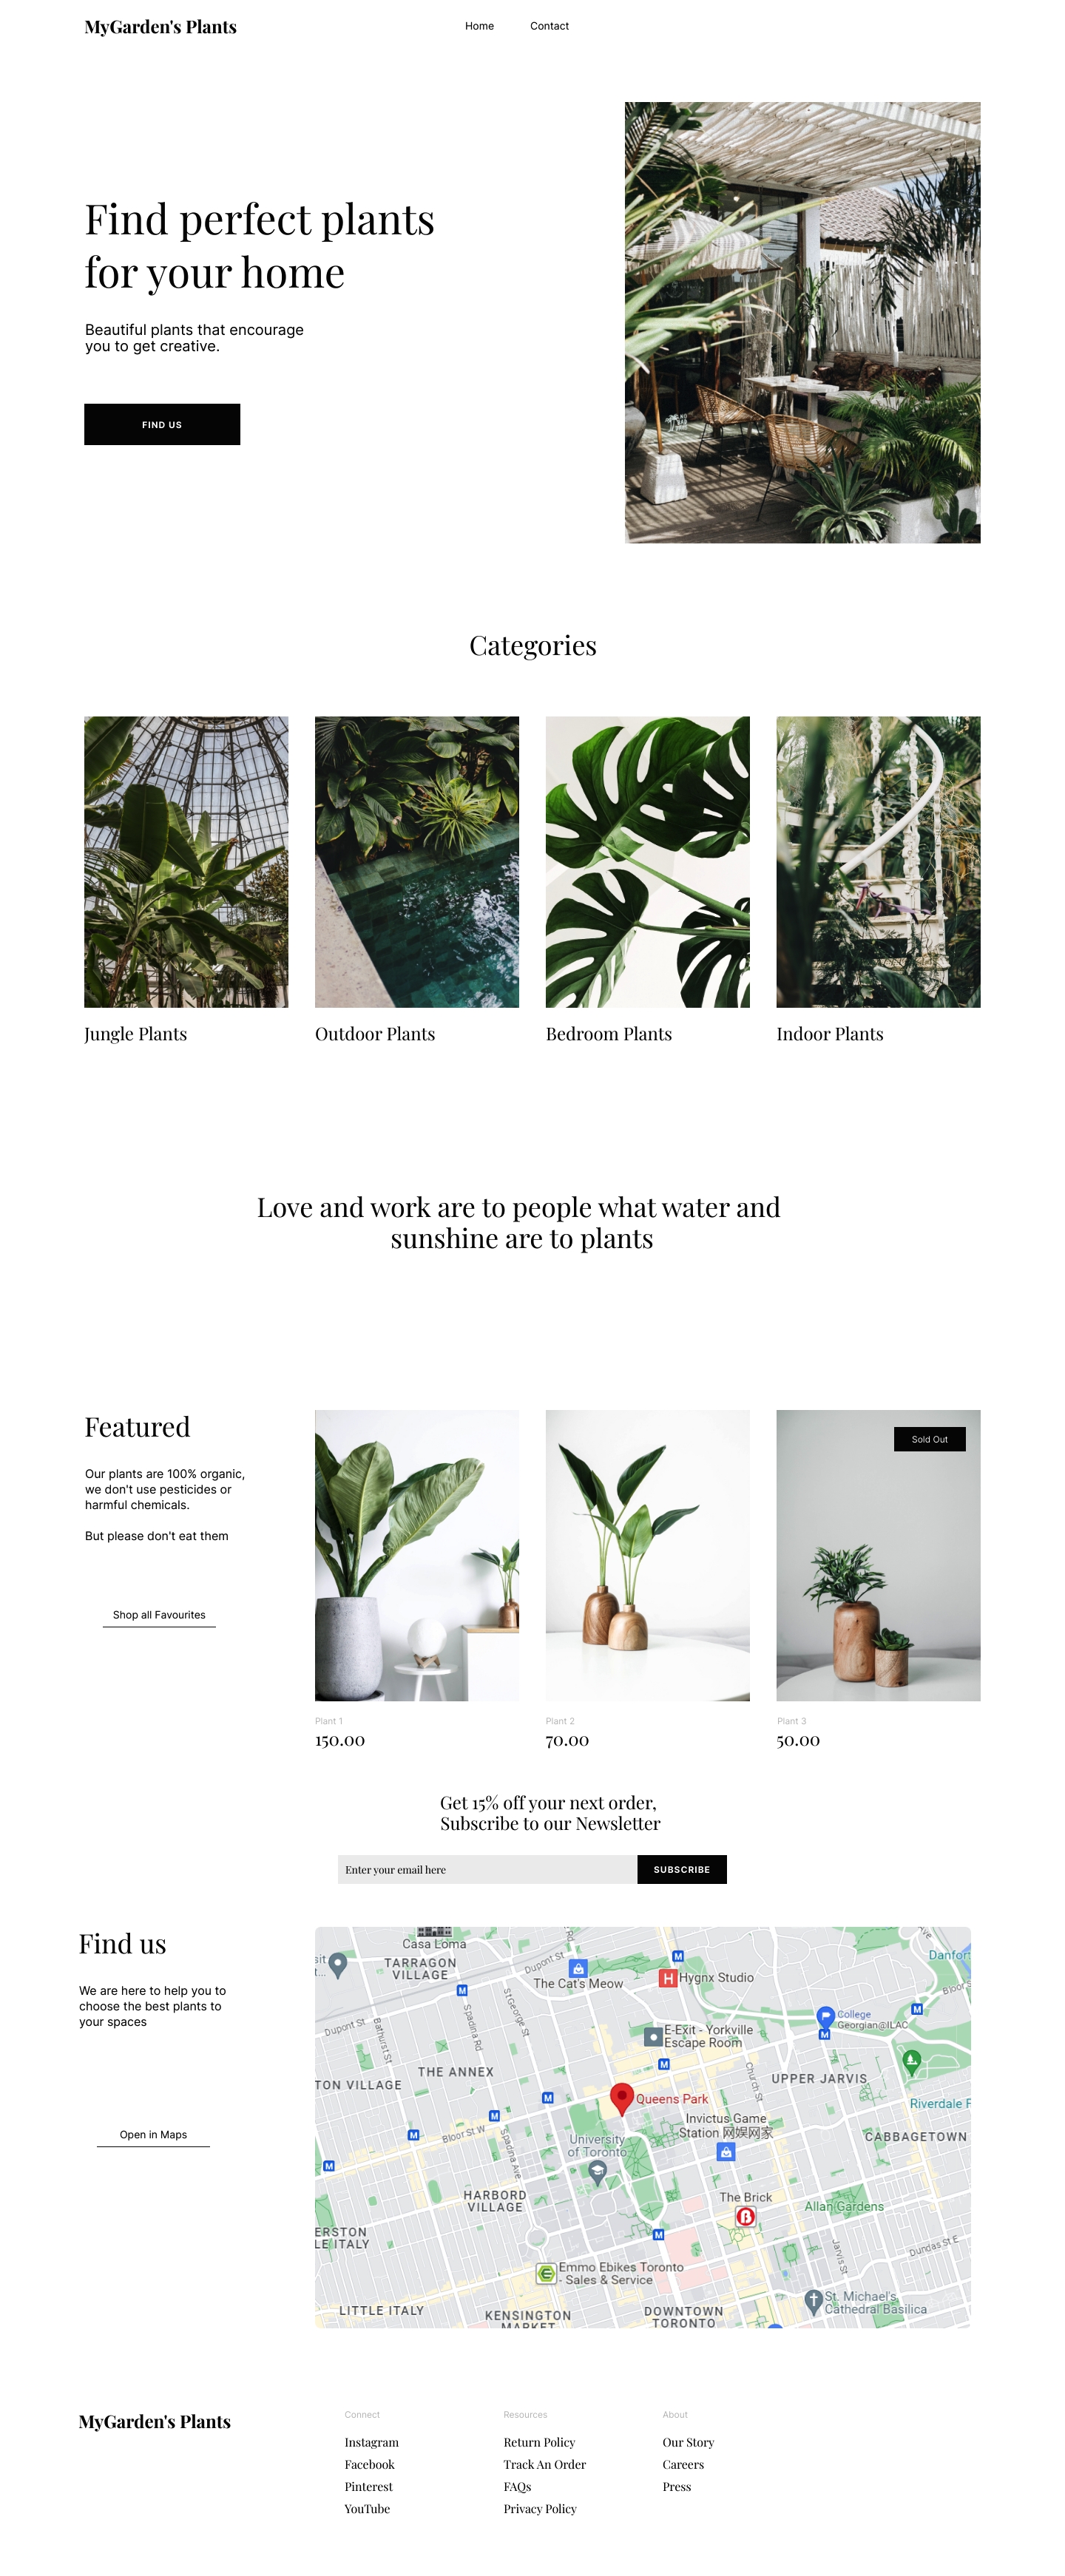 MyGarden's Plants
Home
Contact
Find perfect plants
for your home
Beautiful plants that encourage
you to get creative.
FIND US
Categories
Jungle Plants
Outdoor Plants
Bedroom Plants
Indoor Plants
Love and work are to people what water and
sunshine are to plants
Featured
Our plants are 100% organic,
we don't use pesticides or
harmful chemicals.
But please don't eat them
Shop all Favourites
Sold Out
Plant 1
150.00
Plant 2
70.00
Plant 3
50.00
Get 15% off your next order,
Subscribe to our Newsletter
Enter your email here
SUBSCRIBE
Find us
We are here to help you to
choose the best plants to
your spaces
Open in Maps
Casa Loma
TARRAGON
VILLAGE
Dupont St
The Cat's Meow
Hygnx Studio
Danfort
Bloor S
College
Georgian@ILAC
E-Exit - Yorkville
Escape Room
Dupont St
Bathurst St
Spadina Rd
St George St
THE ANNEX
TON VILLAGE
Church St
UPPER JARVIS
Queens Park
Riverdale F
Invictus Game
Station 网娱网家
Bloor St W
Spadina Ave
University
of Toronto
CABBAGETOWN
HARBORD
VILLAGE
The Brick
Allan Gardens
ERSTON
LE ITALY
Jarvis St
Dundas St E
Emmo Ebikes Toronto
- Sales & Service
LITTLE ITALY
KENSINGTON
MARKET
DOWNTOWN
TORONTO
St. Michael's
Cathedral Basilica
MyGarden's Plants
Connect
Instagram
Facebook
Pinterest
YouTube
Resources
Return Policy
Track An Order
FAQs
Privacy Policy
About
Our Story
Careers
Press